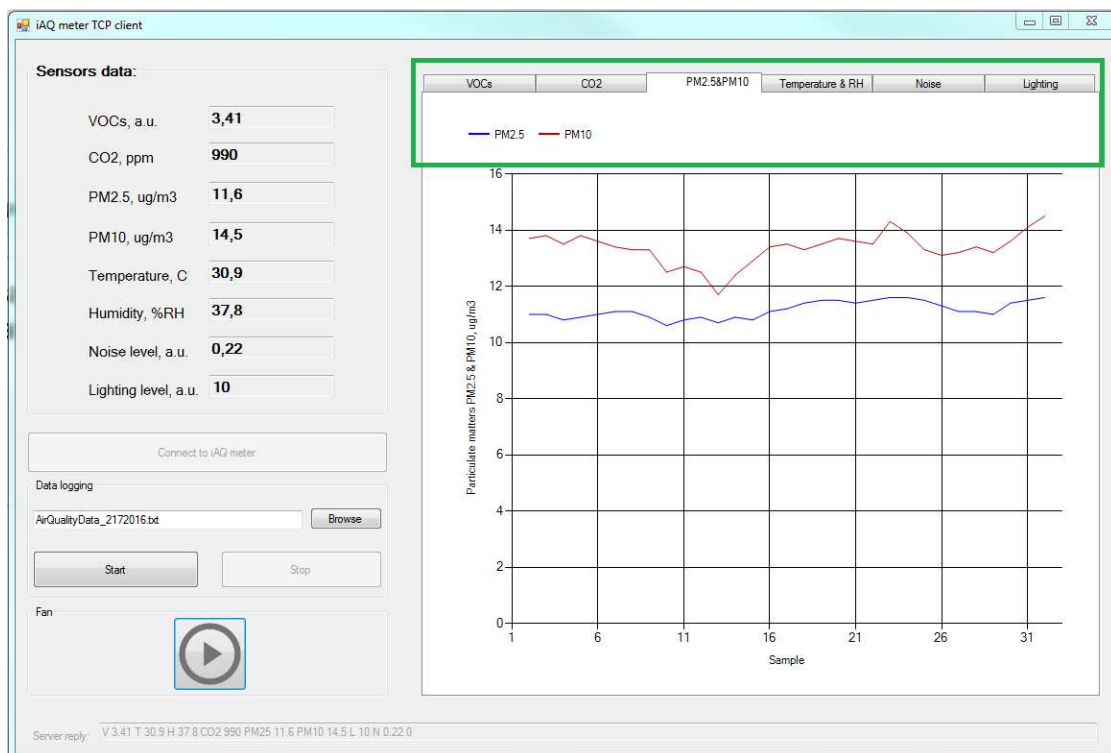 iAQ meter TCP client
Sensors data:
VOCs, a.u. 3,41
CO2, ppm 990
PM2.5, ug/m3 11,6
PM10, ug/m3 14,5
Temperature, C 30,9
Humidity, %RH 37,8
Noise level, a.u. 0,22
Lighting level, a.u. 10
Connect to iAQ meter
Data logging
AirQualityData_2172016.txt Browse
Start Stop
Fan
VOCs CO2 PM2.5&PM10 Temperature & RH Noise Lighting
PM2.5 PM10
Particulate matters PM2.5 & PM10, ug/m3
16
14
12
10
8
6
4
2
0
1 6 11 16 21 26 31
Sample
Server reply: V 3.41 T 30.9 H 37.8 CO2 990 PM25 11.6 PM10 14.5 L 10 N 0.22 0